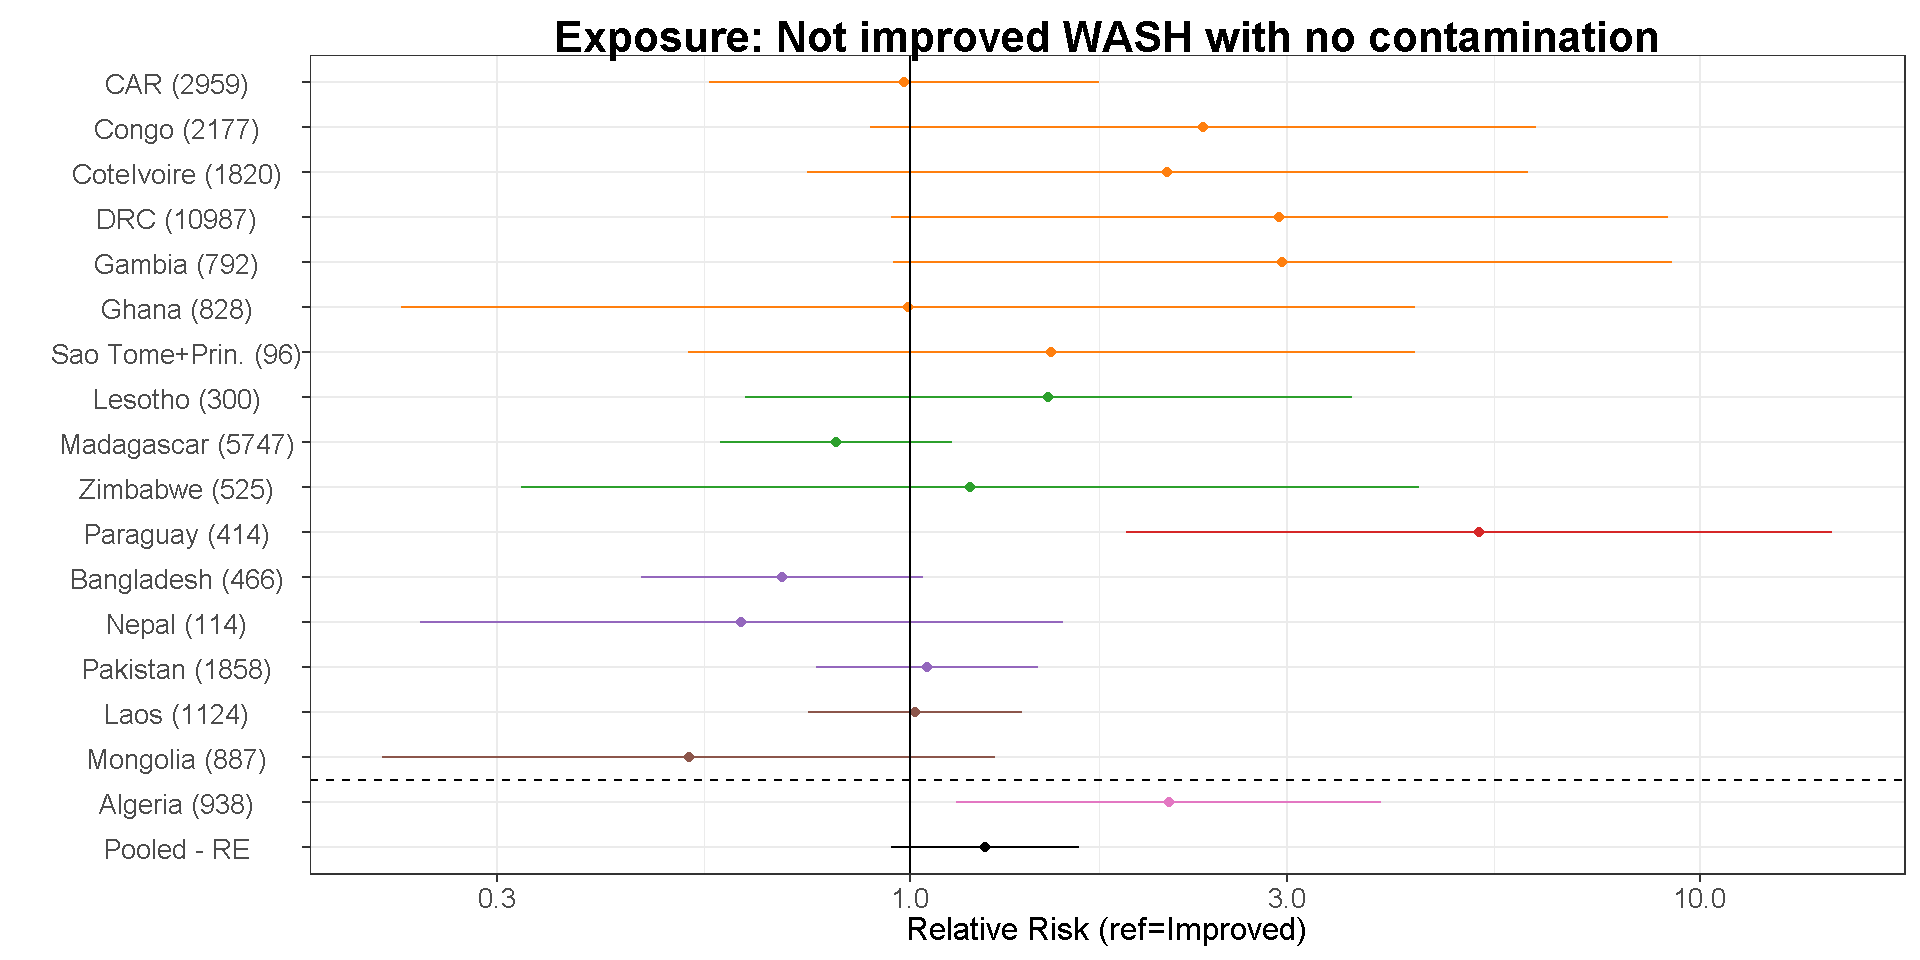 Exposure: Not improved WASH with no contamination
CAR (2959)
Congo (2177)
CoteIvoire (1820)
DRC (10987)
Gambia (792)
Ghana (828)
Sao Tome+Prin. (96)
Lesotho (300)
Madagascar (5747)
Zimbabwe (525)
Paraguay (414)
Bangladesh (466)
Nepal (114)
Pakistan (1858)
Laos (1124)
Mongolia (887)
Algeria (938)
Pooled - RE
0.3 1.0 3.0 10.0
Relative Risk (ref=Improved)